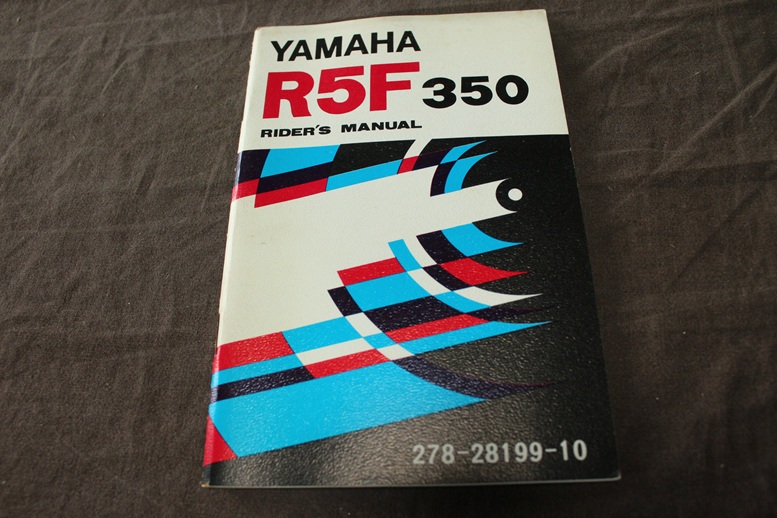 YAMAHA
R5F 350
RIDER'S MANUAL
278-28199-10